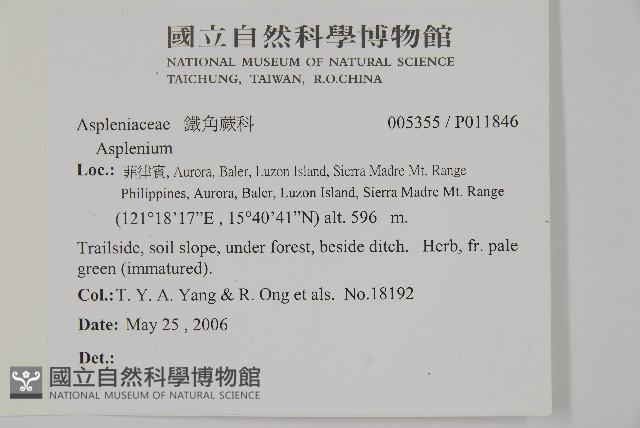 國立自然科學博物館
NATIONAL MUSEUM OF NATURAL SCIENCE
TAICHUNG, TAIWAN, R.O.CHINA
Aspleniaceae 鐵角蕨科 005355 / P011846
Asplenium
Loc.: 菲律賓, Aurora, Baler, Luzon Island, Sierra Madre Mt. Range
Philippines, Aurora, Baler, Luzon Island, Sierra Madre Mt. Range
(121°18’17”E , 15°40’41”N) alt. 596 m.
Trailside, soil slope, under forest, beside ditch. Herb, fr. pale
green (immatured).
Col.: T. Y. A. Yang & R. Ong et als. No.18192
Date: May 25 , 2006
Det.:
國立自然科學博物館
NATIONAL MUSEUM OF NATURAL SCIENCE